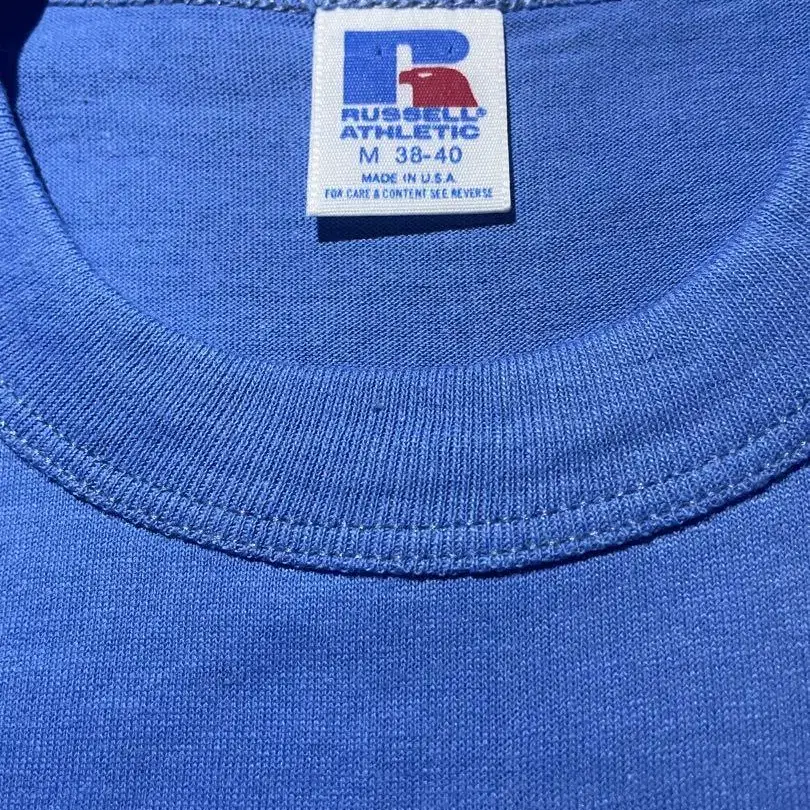 R
RUSSELL®
ATHLETIC
M 38-40
MADE IN U.S.A.
FOR CARE & CONTENT SEE REVERSE